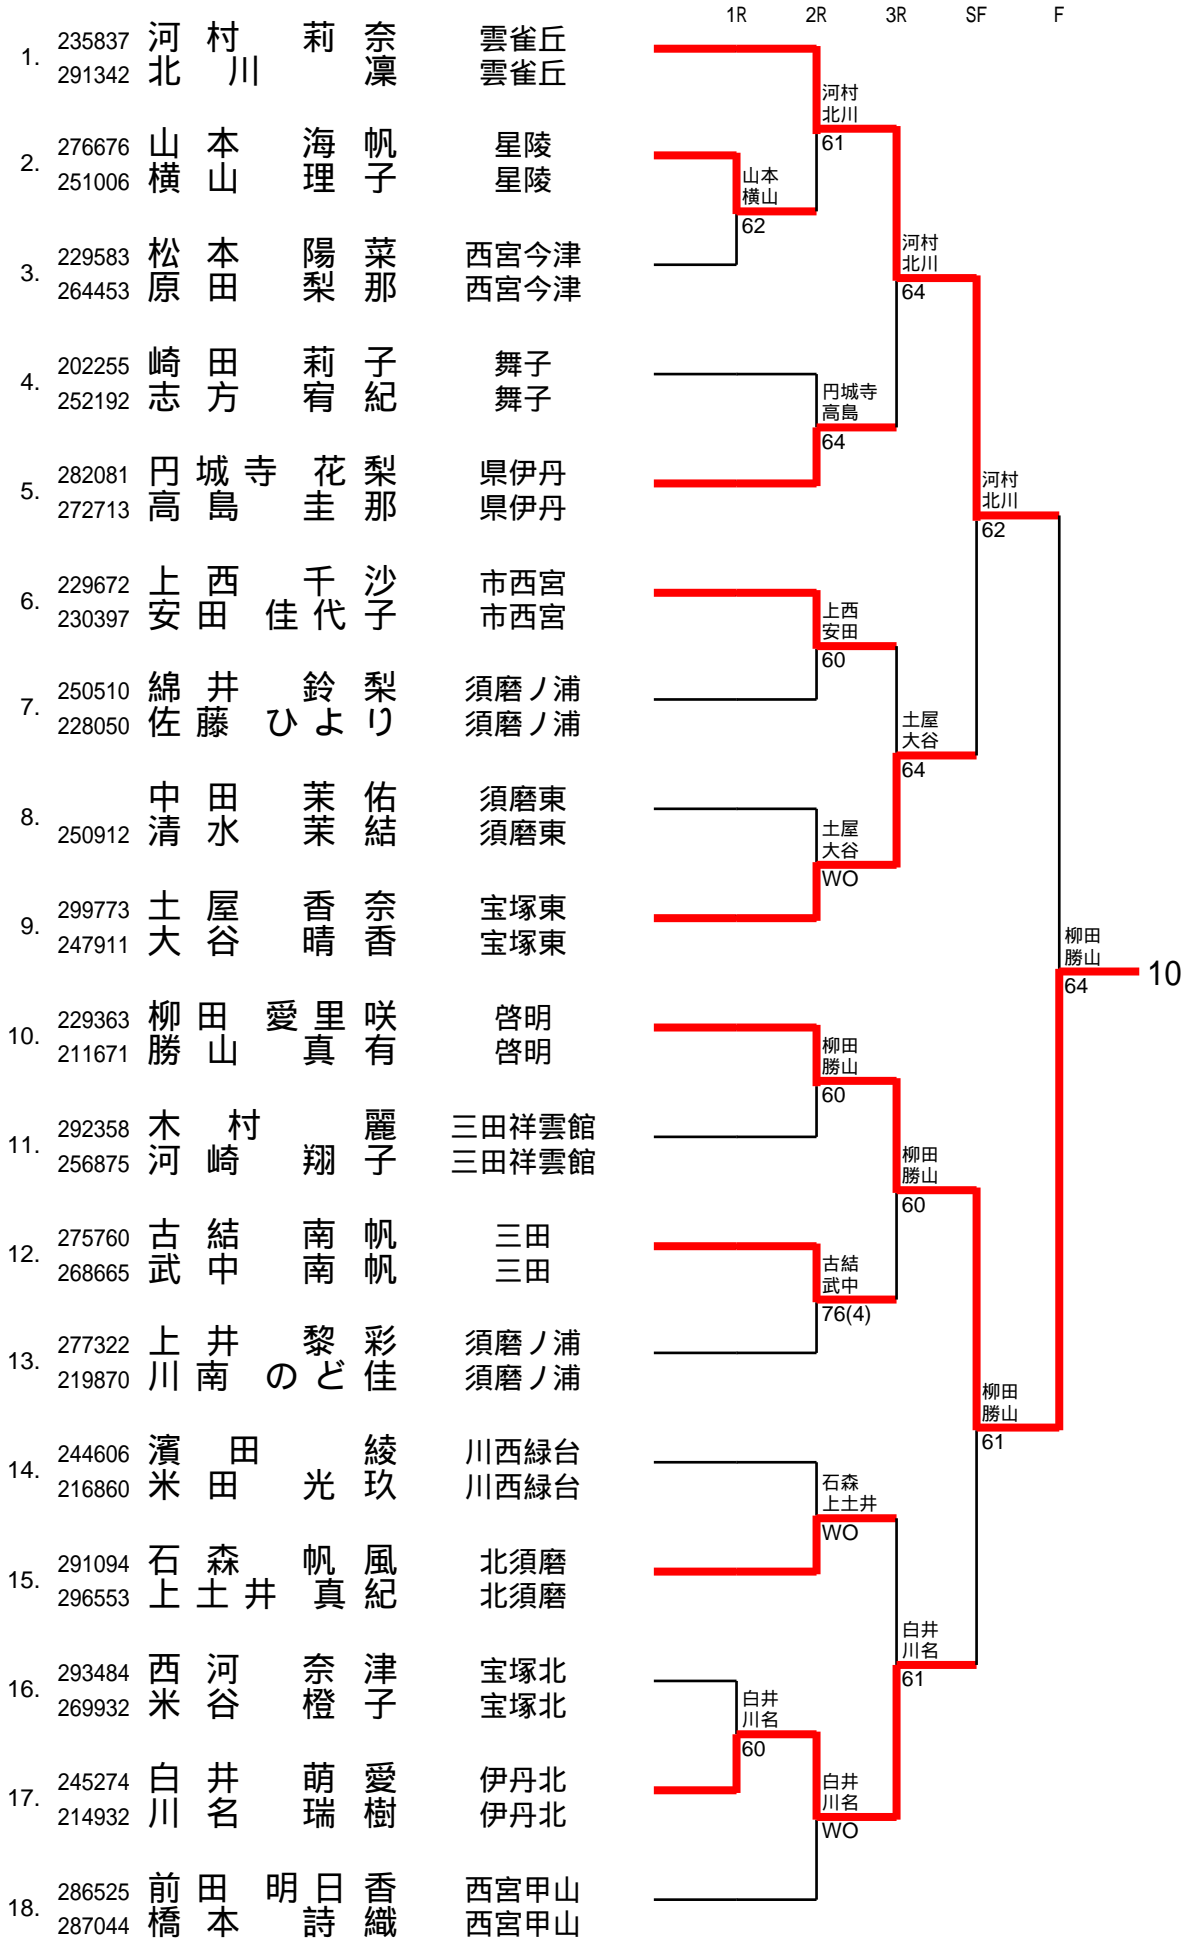 1R 2R 3R SF F
1. 235837 河村 莉奈 雲雀丘
291342 北川 凜 雲雀丘
2. 276676 山本 海帆 星陵
251006 横山 理子 星陵
3. 229583 松本 陽菜 西宮今津
264453 原田 梨那 西宮今津
4. 202255 崎田 莉子 舞子
252192 志方 宥紀 舞子
5. 282081 円城寺 花梨 県伊丹
272713 高島 圭那 県伊丹
6. 229672 上西 千沙 市西宮
230397 安田 佳代子 市西宮
7. 250510 綿井 鈴梨 須磨ノ浦
228050 佐藤 ひより 須磨ノ浦
8. 中田 茉佑 須磨東
250912 清水 茉結 須磨東
9. 299773 土屋 香奈 宝塚東
247911 大谷 晴香 宝塚東
10. 229363 柳田 愛里咲 啓明
211671 勝山 真有 啓明
11. 292358 木村 麗 三田祥雲館
256875 河崎 翔子 三田祥雲館
12. 275760 古結 南帆 三田
268665 武中 南帆 三田
13. 277322 上井 黎彩 須磨ノ浦
219870 川南 のど佳 須磨ノ浦
14. 244606 濱田 綾 川西緑台
216860 米田 光玖 川西緑台
15. 291094 石森 帆風 北須磨
296553 上土井 真紀 北須磨
16. 293484 西河 奈津 宝塚北
269932 米谷 橙子 宝塚北
17. 245274 白井 萌愛 伊丹北
214932 川名 瑞樹 伊丹北
18. 286525 前田 明日香 西宮甲山
287044 橋本 詩織 西宮甲山
山本
横山
62
白井
川名
60
河村
北川
61
円城寺
高島
64
上西
安田
60
土屋
大谷
WO
柳田
勝山
60
古結
武中
76(4)
石森
上土井
WO
白井
川名
WO
河村
北川
64
土屋
大谷
64
柳田
勝山
60
白井
川名
61
河村
北川
62
柳田
勝山
61
柳田
勝山
64
10